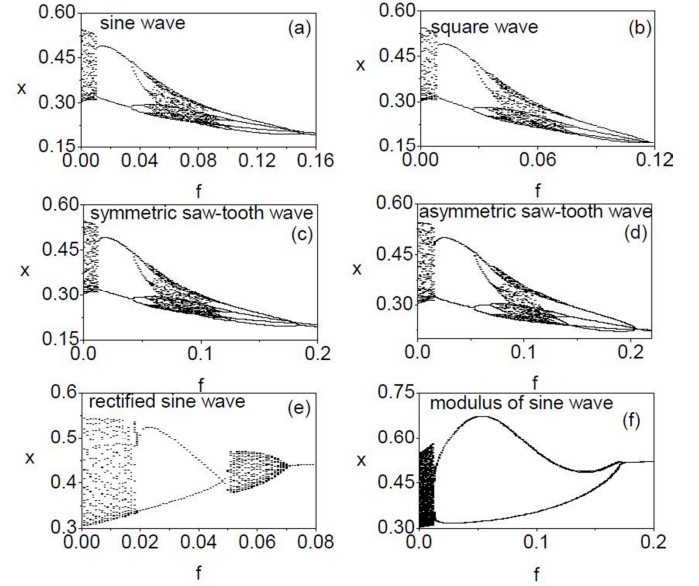 0.60
sine wave
(a)
0.45
x
0.30
0.15
0.00
0.04
0.08
0.12
0.16
f
0.60
square wave
(b)
0.45
x
0.30
0.15
0.00
0.06
0.12
f
0.60
symmetric saw-tooth wave
(c)
0.45
x
0.30
0.15
0.0
0.1
0.2
f
0.60
asymmetric saw-tooth wave
(d)
0.45
x
0.30
0.0
0.1
0.2
f
0.6
rectified sine wave
(e)
0.5
x
0.4
0.3
0.00
0.02
0.04
0.06
0.08
f
0.75
modulus of sine wave
(f)
0.60
x
0.45
0.30
0.0
0.1
0.2
f